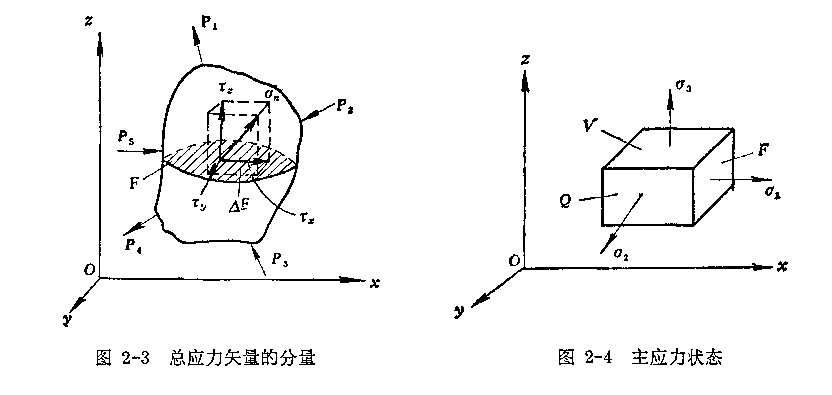 z
P₁
τz
σn
P₂
P₅
F
τy
ΔF
τx
P₄
P₃
O
x
y
图 2-3 总应力矢量的分量
z
σ₃
V
F
Q
σ₁
σ₂
O
x
y
图 2-4 主应力状态